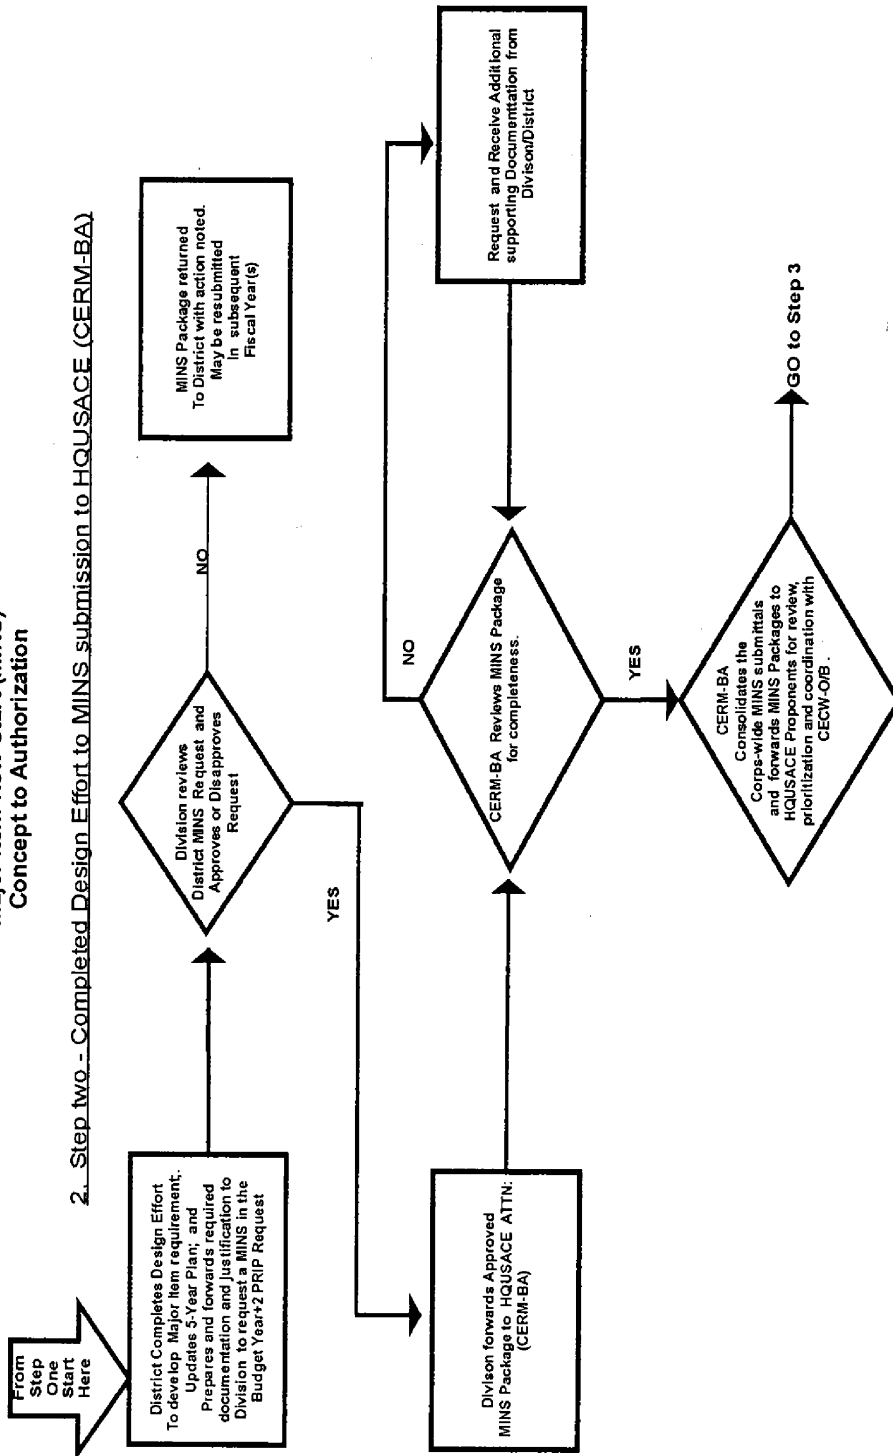 Concept to Authorization
2. Step two - Completed Design Effort to MINS submission to HQUSACE (CERM-BA)
From
Step
One
Start
Here
District Completes Design Effort
To develop Major Item requirement;.
Updates 5-Year Plan; and
Prepares and forwards required
documentation and justification to
Division to request a MINS in the
Budget Year+2 PRIP Request
Division reviews
District MINS Request and
Approves or Disapproves
Request
NO
MINS Package returned
To District with action noted.
May be resubmitted
In subsequent
Fiscal Year(s)
YES
Divison forwards Approved
MINS Package to HQUSACE ATTN:
(CERM-BA)
CERM-BA Reviews MINS Package
for completeness.
NO
Request and Receive Additional
supporting Documenttation from
Divison/District
YES
CERM-BA
Consolidates the
Corps-wide MINS submittals
and forwards MINS Packages to
HQUSACE Proponents for review,
prioritization and coordination with
CECW-O/B .
GO to Step 3